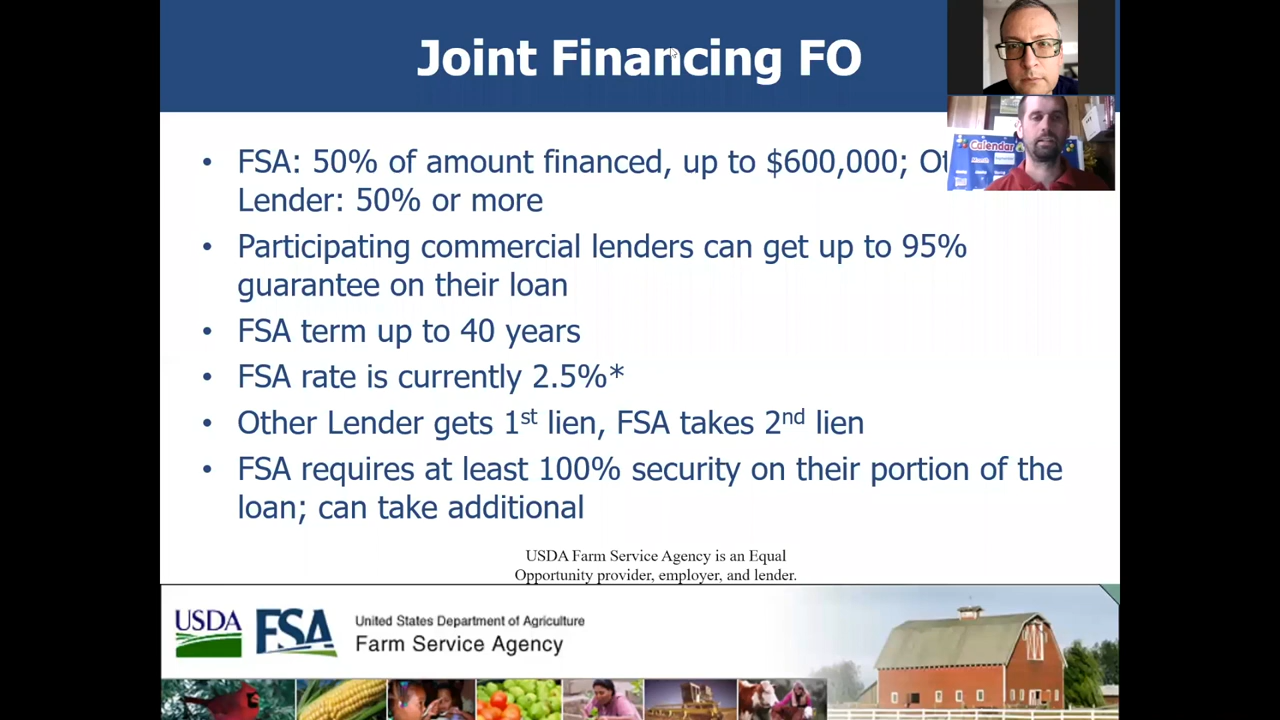 Joint Financing FO
• FSA: 50% of amount financed, up to $600,000;
Lender: 50% or more
• Participating commercial lenders can get up to 95%
guarantee on their loan
• FSA term up to 40 years
• FSA rate is currently 2.5%*
• Other Lender gets 1st lien, FSA takes 2nd lien
• FSA requires at least 100% security on their portion of the
loan; can take additional
USDA Farm Service Agency is an Equal
Opportunity provider, employer, and lender.
USDA
FSA
United States Department of Agriculture
Farm Service Agency
Calendar